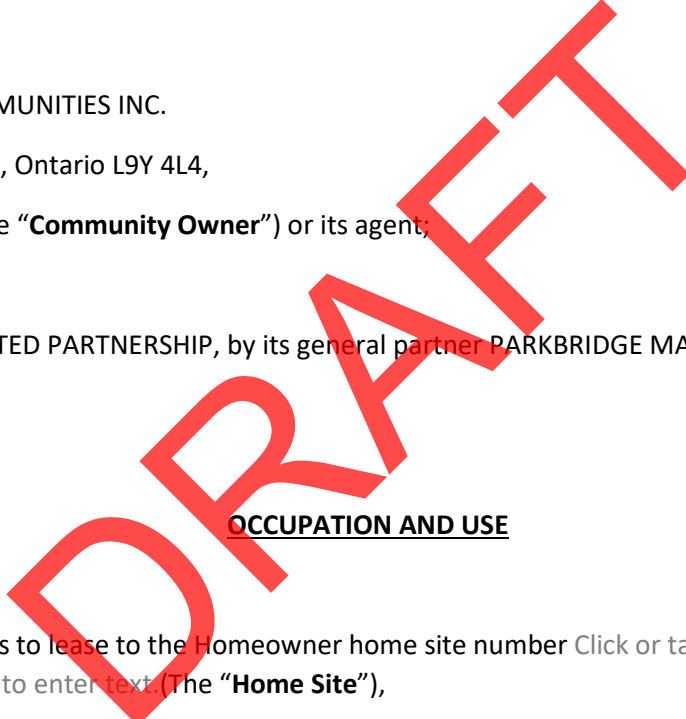 MUNITIES INC.
, Ontario L9Y 4L4,
e “Community Owner”) or its agent;
TED PARTNERSHIP, by its general partner PARKBRIDGE MA
OCCUPATION AND USE
s to lease to the Homeowner home site number Click or ta
to enter text.(The “Home Site”),
DRAFT